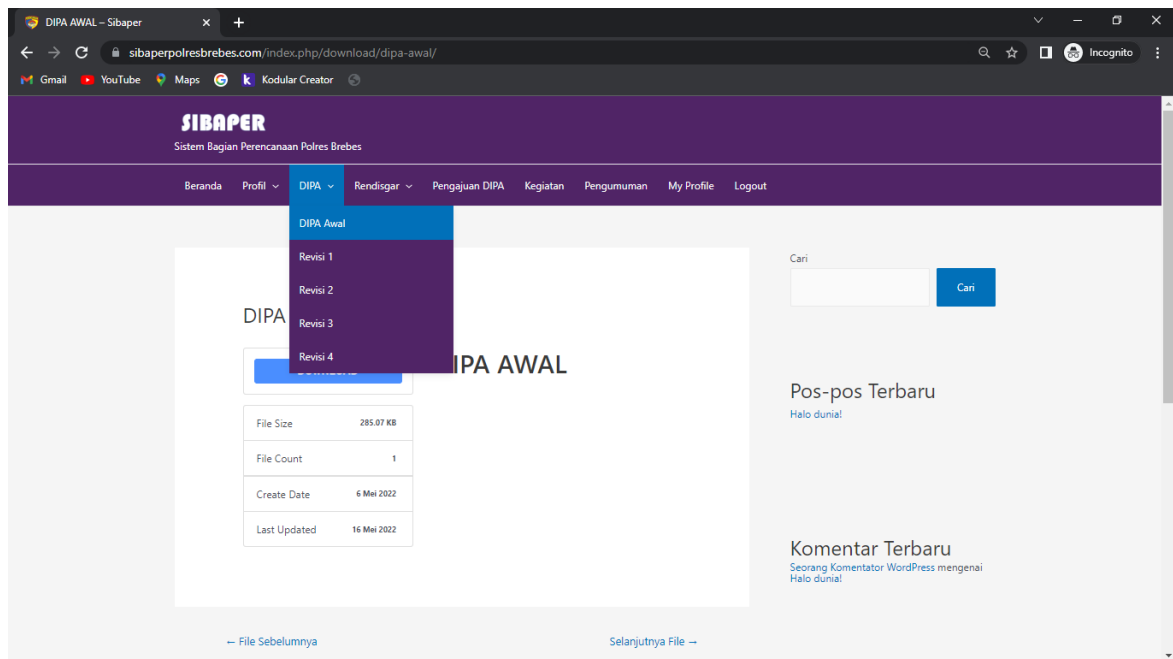 DIPA AWAL – Sibaper
sibaperpolresbrebes.com/index.php/download/dipa-awal/
Incognito
Gmail YouTube Maps Kodular Creator
SIBAPER
Sistem Bagian Perencanaan Polres Brebes
Beranda Profil DIPA Rendisgar Pengajuan DIPA Kegiatan Pengumuman My Profile Logout
DIPA Awal
Revisi 1
Revisi 2
Revisi 3
Revisi 4
DIPA
IPA AWAL
File Size 285.07 KB
File Count 1
Create Date 6 Mei 2022
Last Updated 16 Mei 2022
← File Sebelumnya
Selanjutnya File →
Cari
Cari
Pos-pos Terbaru
Halo dunia!
Komentar Terbaru
Seorang Komentator WordPress mengenai
Halo dunia!